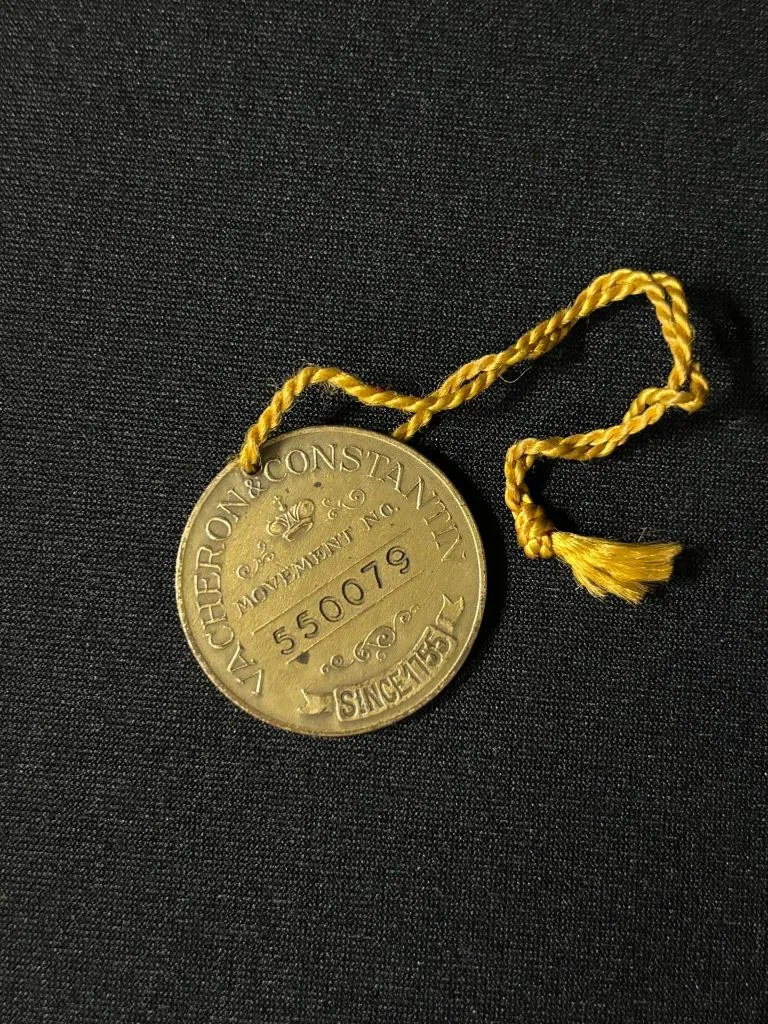 VACHERON & CONSTANTIN
MOVEMENT NO.
550079
SINCE 1755